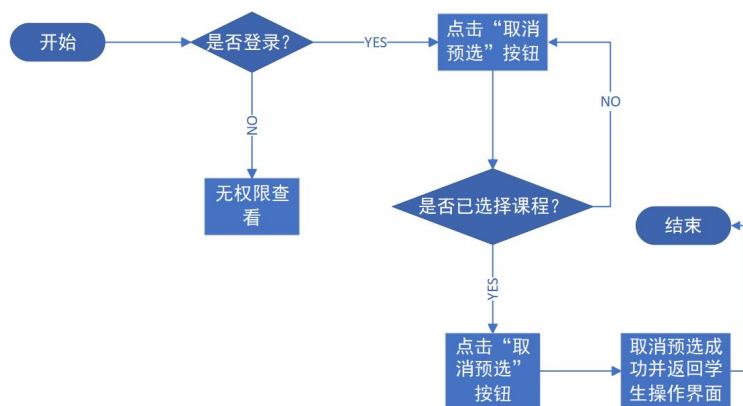 开始
是否登录？
YES
点击“取消
预选”按钮
NO
NO
无权限查
看
是否已选择课程？
结束
YES
点击“取
消预选”
按钮
取消预选成
功并返回学
生操作界面